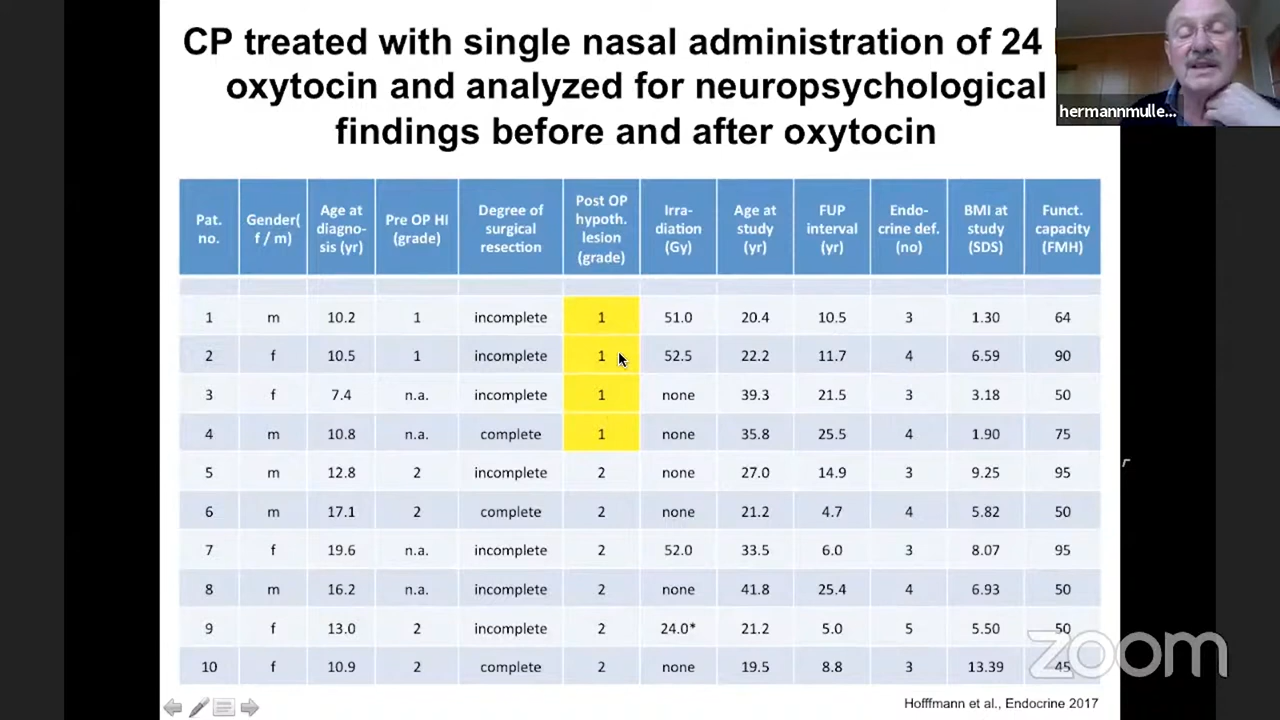 CP treated with single nasal administration of 24
oxytocin and analyzed for neuropsychological
findings before and after oxytocin
hermannmulle...
Pat. no. Gender( f / m) Age at diagno- sis (yr) Pre OP HI (grade) Degree of surgical resection Post OP hypoth. lesion (grade) Irra- diation (Gy) Age at study (yr) FUP interval (yr) Endo- crine def. (no) BMI at study (SDS) Funct. capacity (FMH)
1 m 10.2 1 incomplete 1 51.0 20.4 10.5 3 1.30 64
2 f 10.5 1 incomplete 1 52.5 22.2 11.7 4 6.59 90
3 f 7.4 n.a. incomplete 1 none 39.3 21.5 3 3.18 50
4 m 10.8 n.a. complete 1 none 35.8 25.5 4 1.90 75
5 m 12.8 2 incomplete 2 none 27.0 14.9 3 9.25 95
6 m 17.1 2 complete 2 none 21.2 4.7 4 5.82 50
7 f 19.6 n.a. incomplete 2 52.0 33.5 6.0 3 8.07 95
8 m 16.2 n.a. incomplete 2 none 41.8 25.4 4 6.93 50
9 f 13.0 2 incomplete 2 24.0* 21.2 5.0 5 5.50 50
10 f 10.9 2 complete 2 none 19.5 8.8 3 13.39 45
zoom
Hofffmann et al., Endocrine 2017